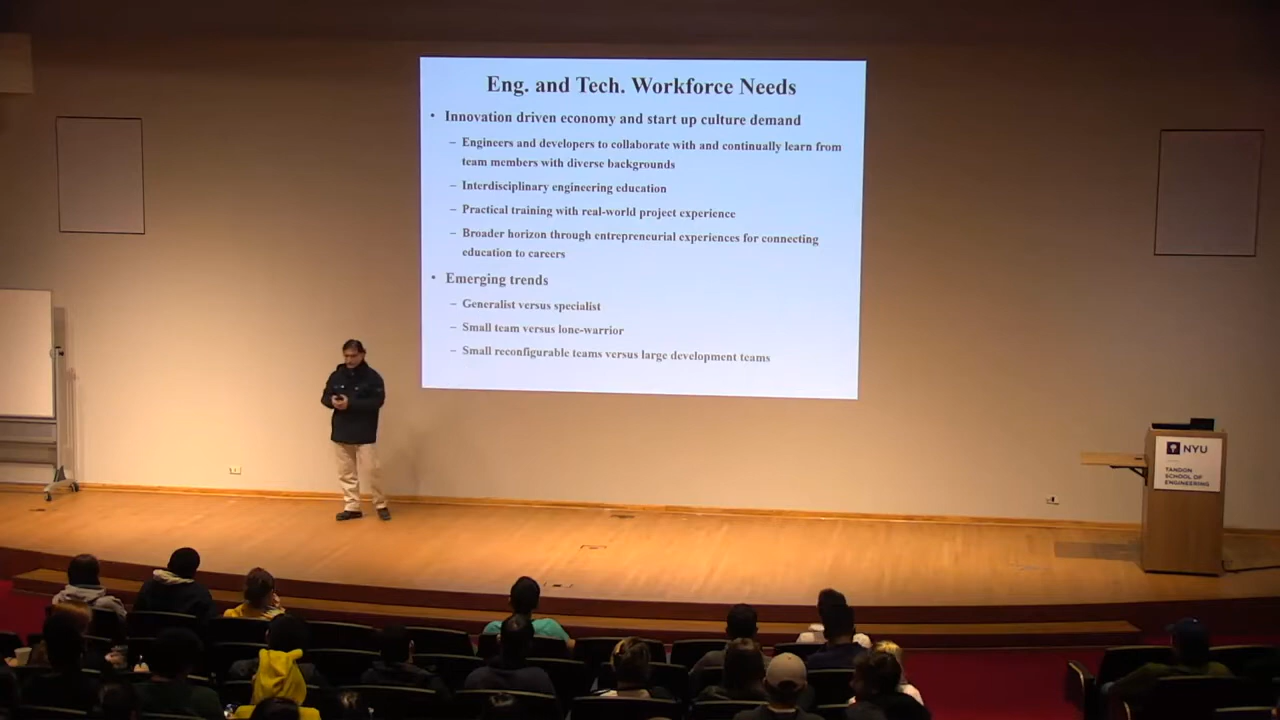 Eng. and Tech. Workforce Needs
• Innovation driven economy and start up culture demand
– Engineers and developers to collaborate with and continually learn from
team members with diverse backgrounds
– Interdisciplinary engineering education
– Practical training with real-world project experience
– Broader horizon through entrepreneurial experiences for connecting
education to careers
• Emerging trends
– Generalist versus specialist
– Small team versus lone-warrior
– Small reconfigurable teams versus large development teams
NYU
TANDON
SCHOOL OF
ENGINEERING